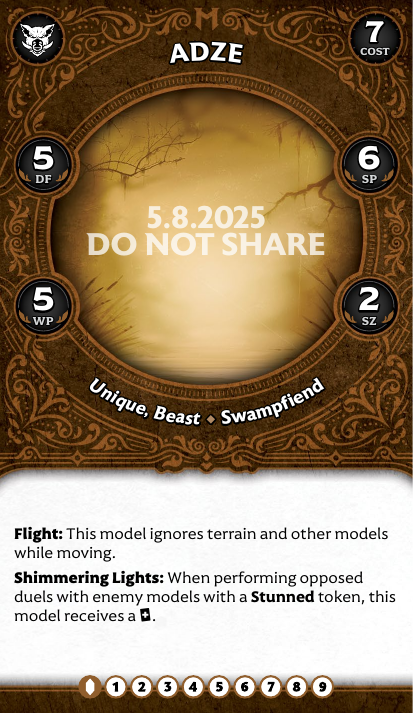 ADZE
7
COST
5
DF
6
SP
5.8.2025
DO NOT SHARE
5
WP
2
SZ
Unique, Beast ◆ Swampfiend
Flight: This model ignores terrain and other models
while moving.
Shimmering Lights: When performing opposed
duels with enemy models with a Stunned token, this
model receives a 🂠.
1 2 3 4 5 6 7 8 9